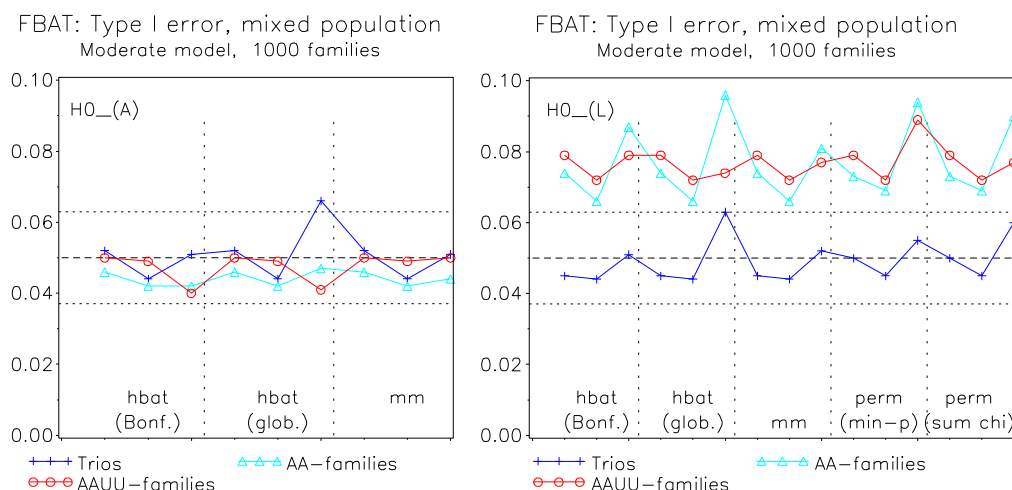 FBAT: Type I error, mixed population
Moderate model, 1000 families
0.10
0.08
0.06
0.04
0.02
0.00
H0__(A)
hbat
(Bonf.)
hbat
(glob.)
mm
Trios
AA-families
AAUU-families
FBAT: Type I error, mixed population
Moderate model, 1000 families
0.10
0.08
0.06
0.04
0.02
0.00
H0__(L)
hbat
(Bonf.)
hbat
(glob.)
mm
perm
(min-p)
perm
(sum chi)
Trios
AA-families
AAUU-families